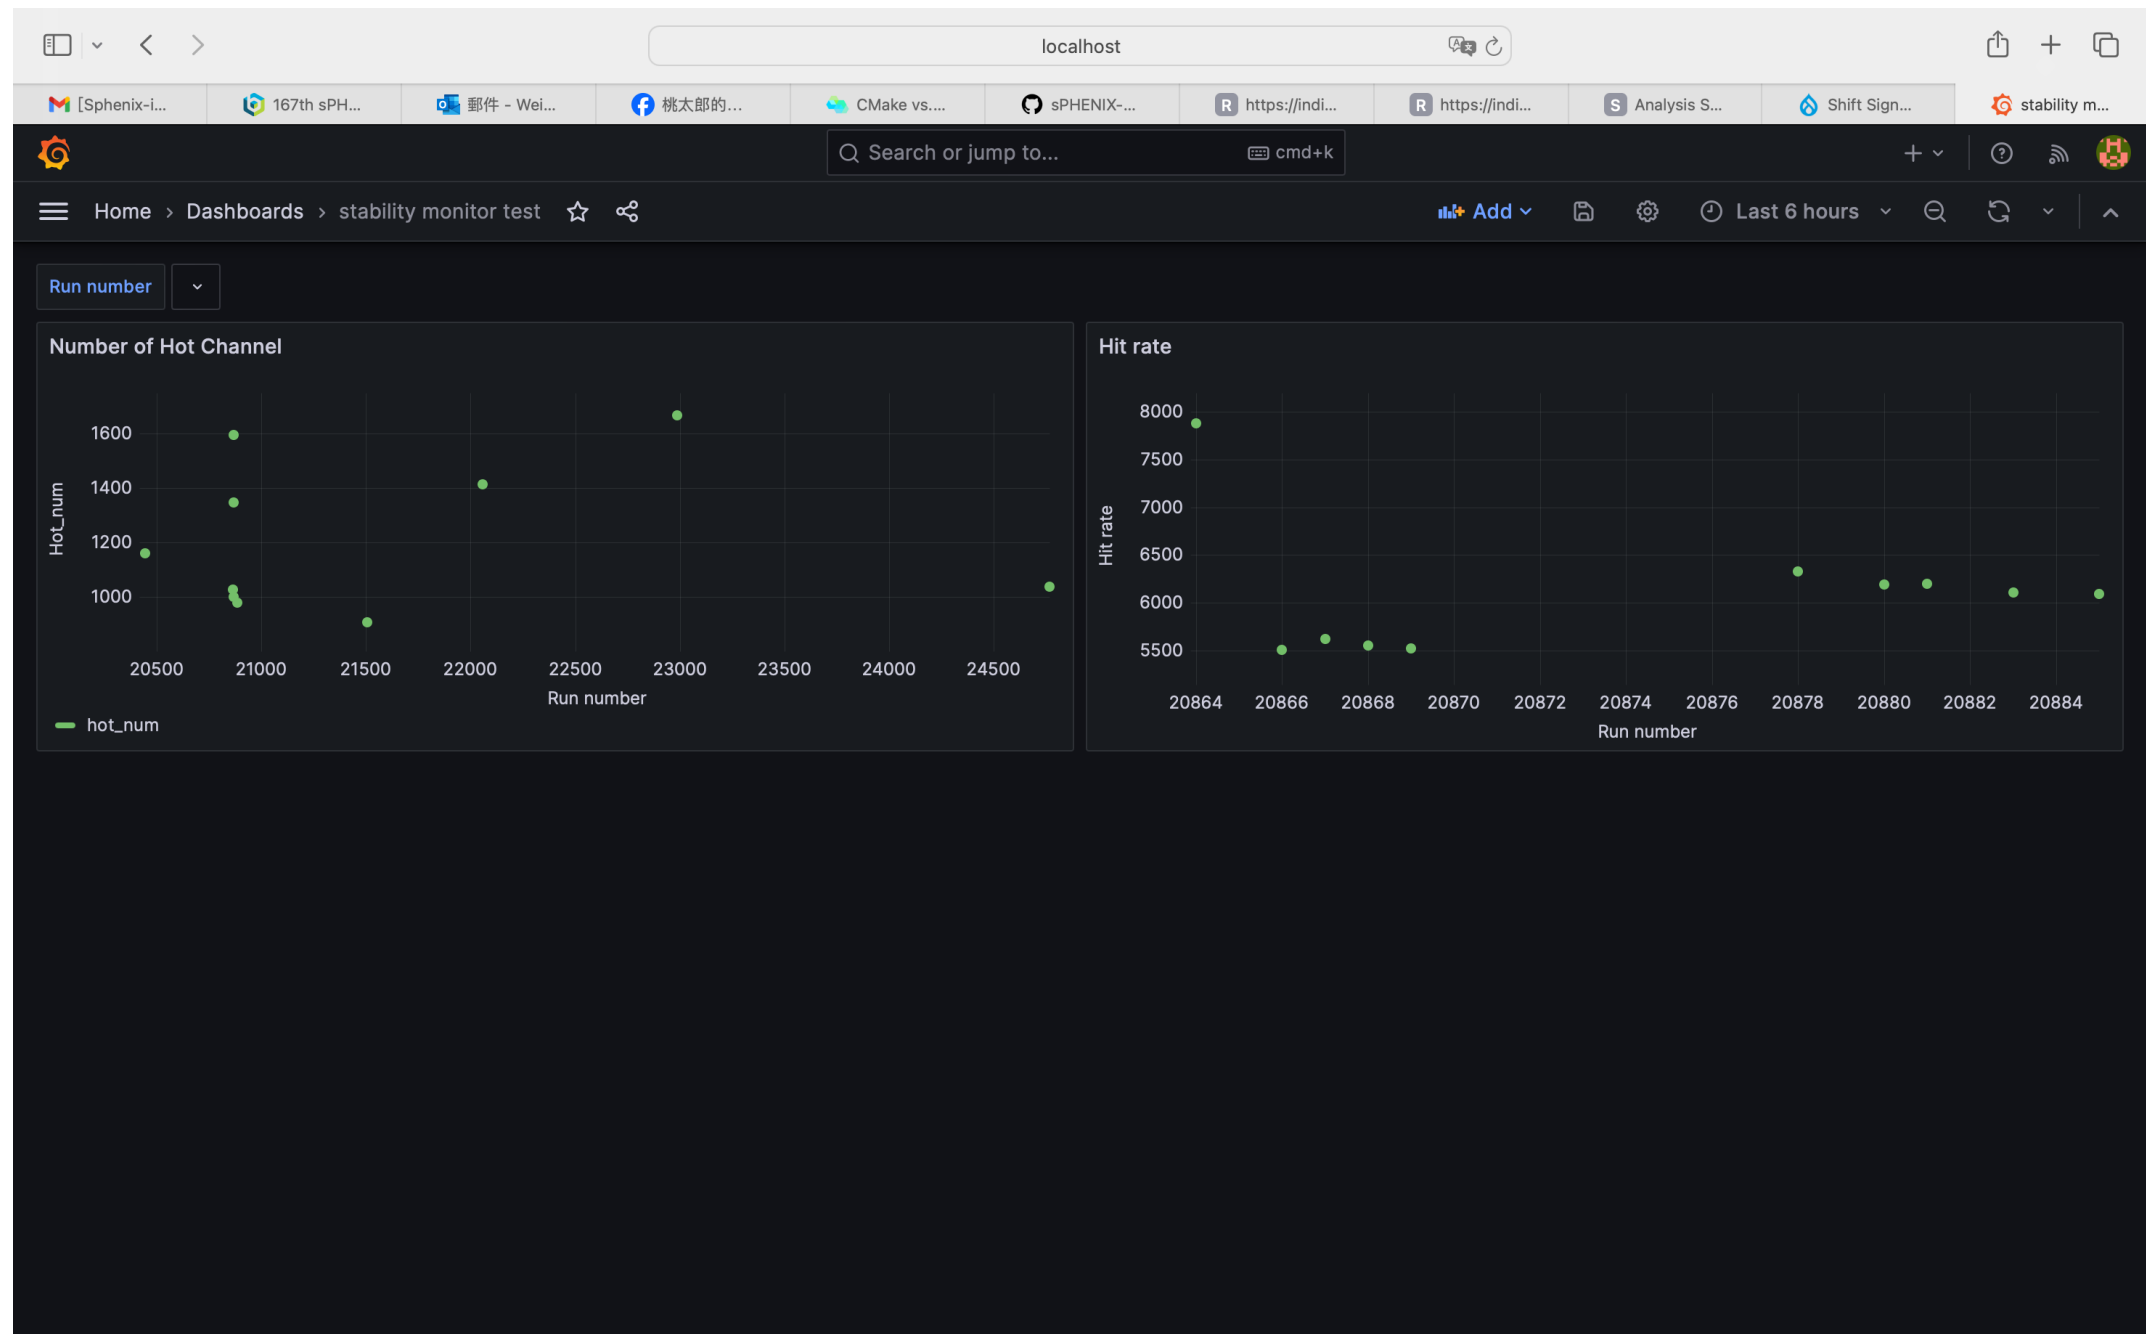 localhost
[Sphenix-i...
167th sPH...
郵件 - Wei...
桃太郎的...
CMake vs....
sPHENIX-...
R https://indi...
R https://indi...
S Analysis S...
Shift Sign...
stability m...
Search or jump to...
cmd+k
Home › Dashboards › stability monitor test
Add
Last 6 hours
Run number
Number of Hot Channel
1600
1400
1200
1000
Hot_num
20500 21000 21500 22000 22500 23000 23500 24000 24500
Run number
hot_num
Hit rate
8000
7500
7000
6500
6000
5500
Hit rate
20864 20866 20868 20870 20872 20874 20876 20878 20880 20882 20884
Run number